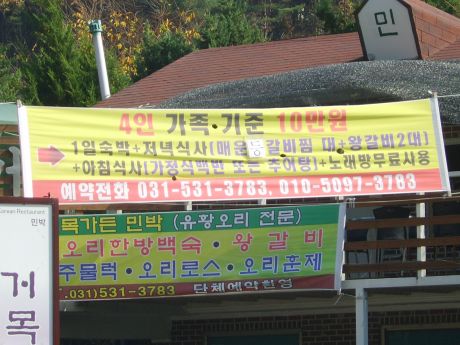 민
4인 가족·기준 10만원
1일숙박+저녁식사(매운 등갈비찜 대+왕갈비2대)
+아침식사(가정식백반 또는 추어탕)+노래방무료사용
예약전화 031-531-3783, 010-5097-3783
목가든 민박 (유황오리 전문)
오리한방백숙·왕갈비
주물럭·오리로스·오리훈제
.031)531-3783 단체예약환영
Korean Restaurant
민박
거목